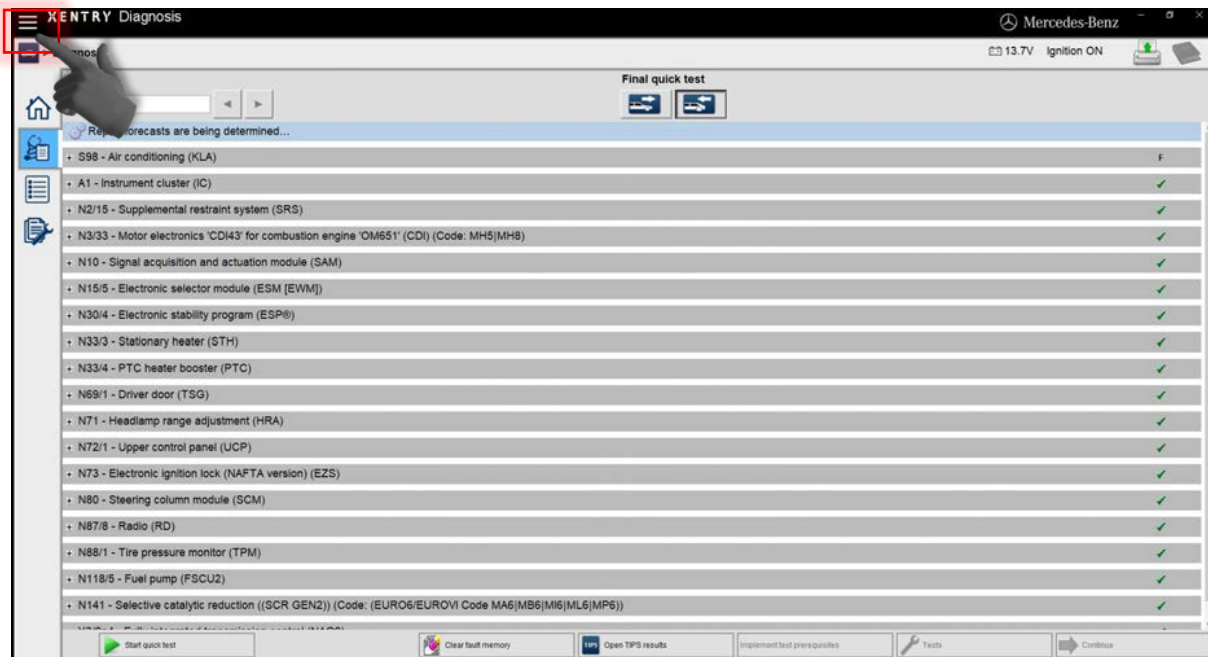 XENTRY Diagnosis
Mercedes-Benz
13.7V Ignition ON
Final quick test
forecasts are being determined...
+ S98 - Air conditioning (KLA) F
+ A1 - Instrument cluster (IC) ✓
+ N2/15 - Supplemental restraint system (SRS) ✓
+ N3/33 - Motor electronics 'CDI43' for combustion engine 'OM651' (CDI) (Code: MH5|MH8) ✓
+ N10 - Signal acquisition and actuation module (SAM) ✓
+ N15/5 - Electronic selector module (ESM [EWM]) ✓
+ N30/4 - Electronic stability program (ESP®) ✓
+ N33/3 - Stationary heater (STH) ✓
+ N33/4 - PTC heater booster (PTC) ✓
+ N69/1 - Driver door (TSG) ✓
+ N71 - Headlamp range adjustment (HRA) ✓
+ N72/1 - Upper control panel (UCP) ✓
+ N73 - Electronic ignition lock (NAFTA version) (EZS) ✓
+ N80 - Steering column module (SCM) ✓
+ N87/8 - Radio (RD) ✓
+ N88/1 - Tire pressure monitor (TPM) ✓
+ N118/5 - Fuel pump (FSCU2) ✓
+ N141 - Selective catalytic reduction ((SCR GEN2)) (Code: (EURO6/EUROVI Code MA6|MB6|MI6|ML6|MP6)) ✓
Start quick test
Clear fault memory
TIPS Open TIPS results
Implement test prerequisites
Tests
Continue